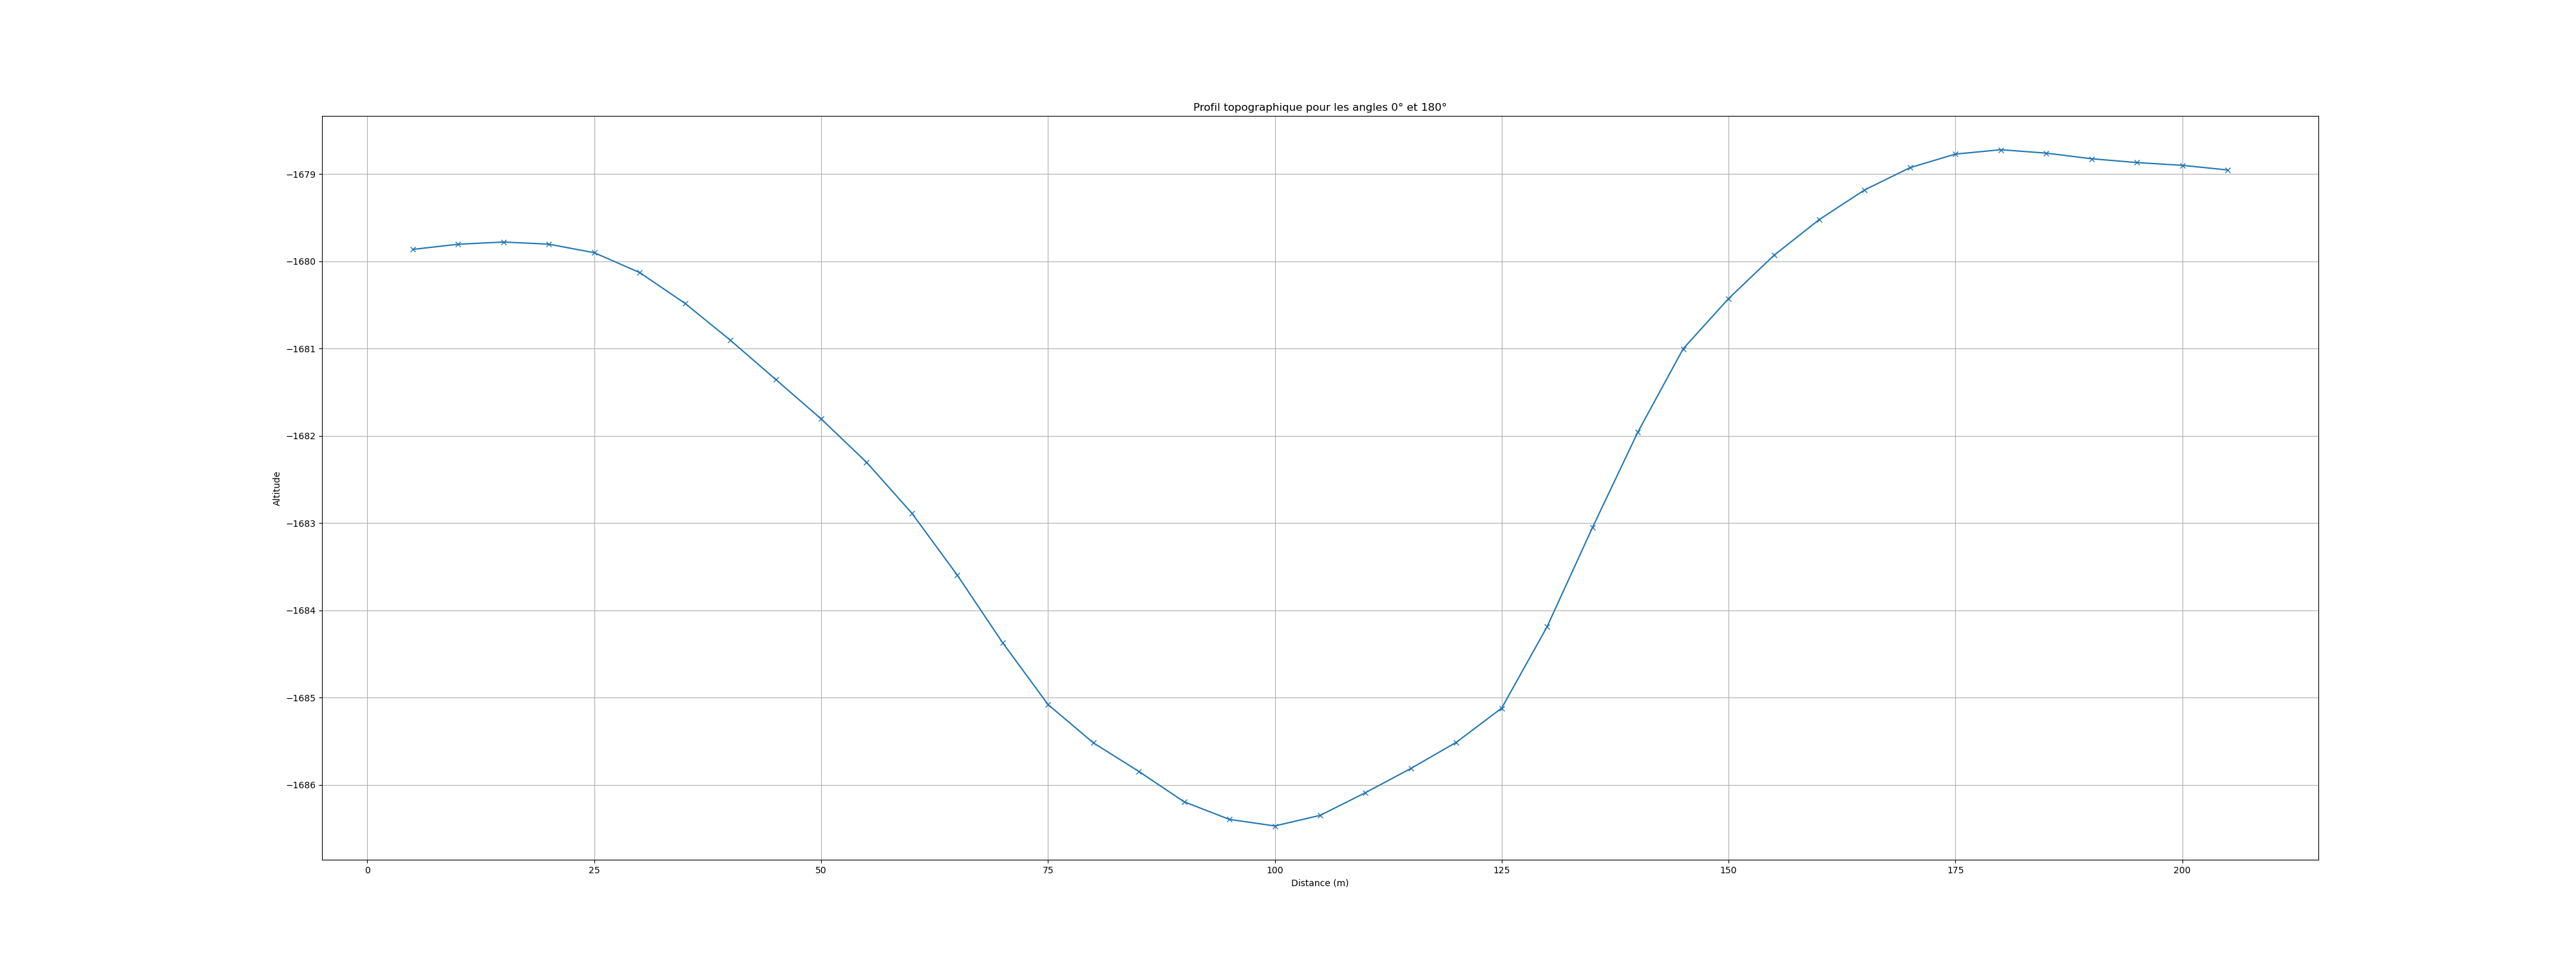 Profil topographique pour les angles 0° et 180°
Altitude
−1679
−1680
−1681
−1682
−1683
−1684
−1685
−1686
0 25 50 75 100 125 150 175 200
Distance (m)